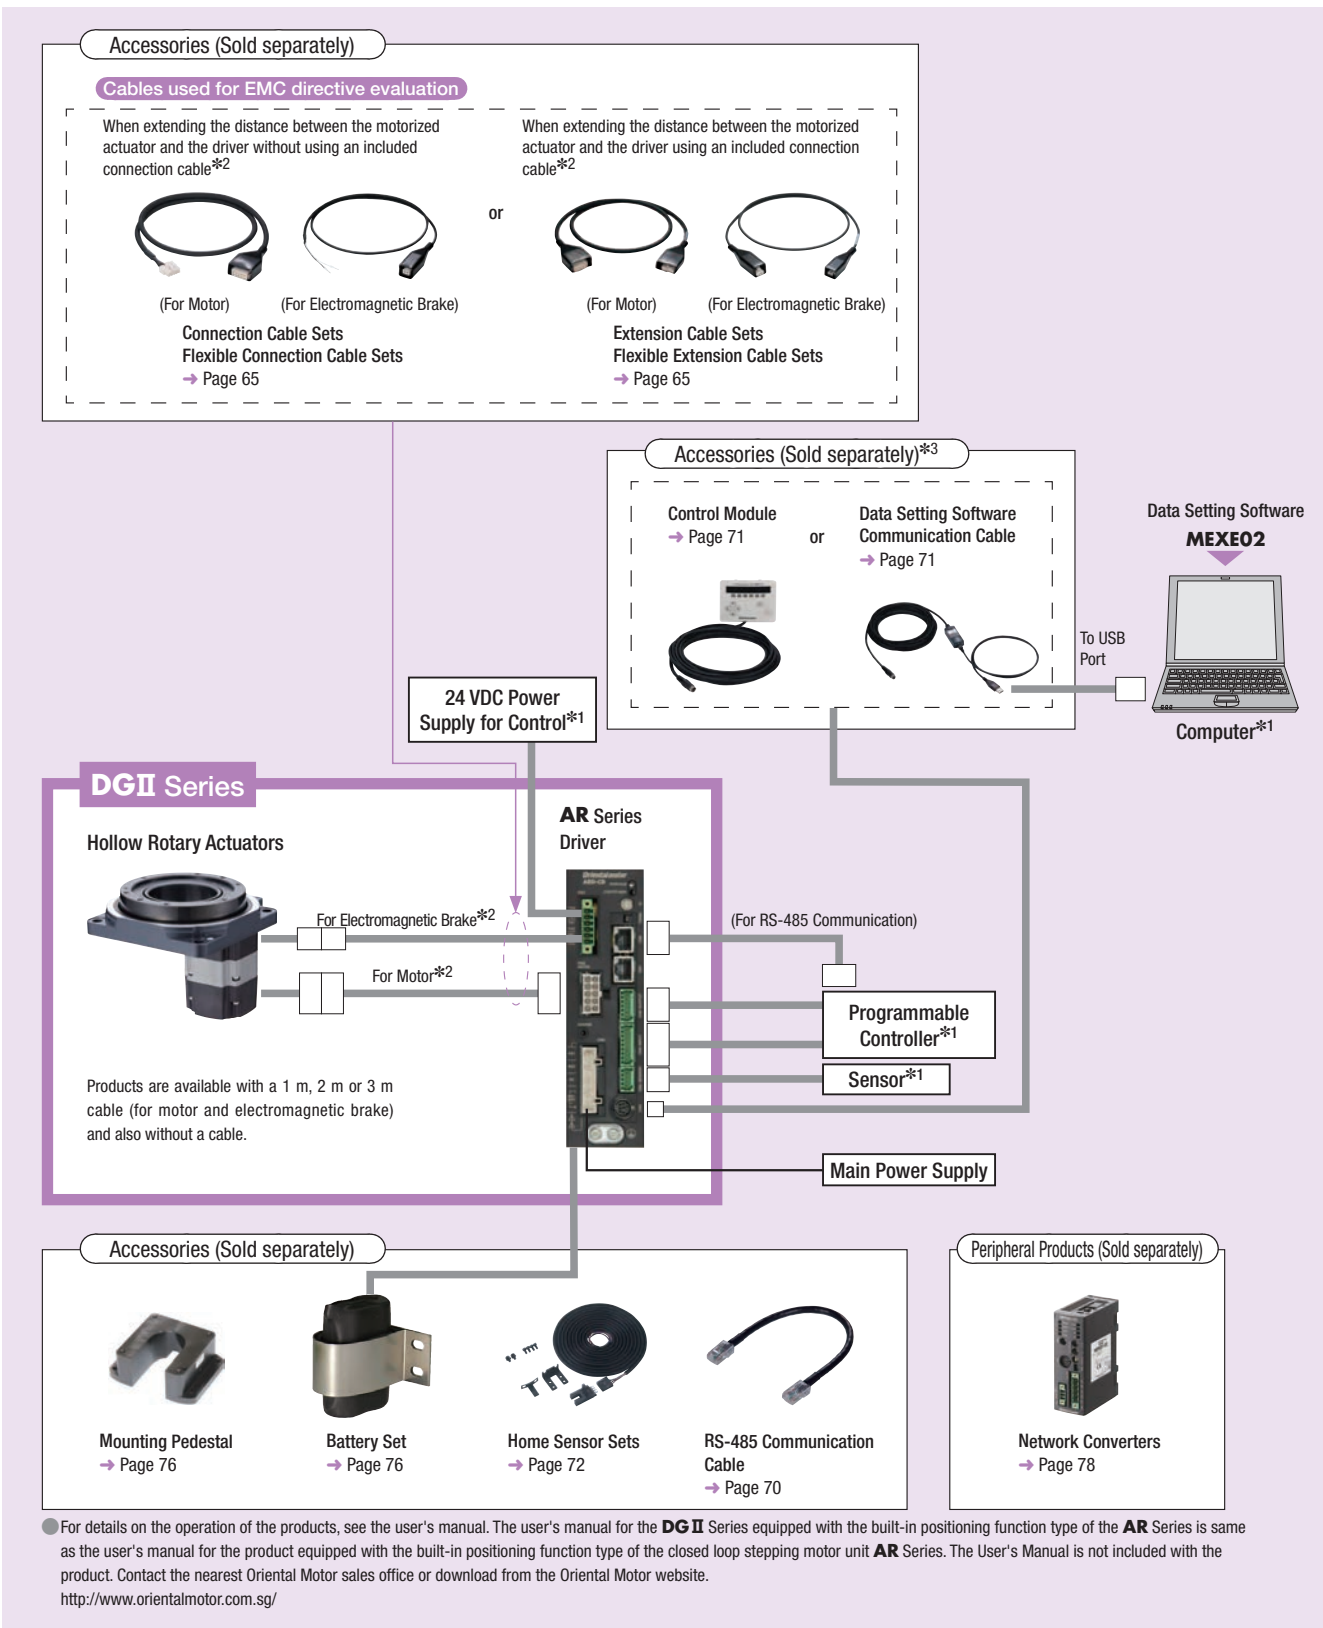 Accessories (Sold separately)
Cables used for EMC directive evaluation
When extending the distance between the motorized
actuator and the driver without using an included
connection cable✻2
When extending the distance between the motorized
actuator and the driver using an included connection
cable✻2
or
(For Motor)
(For Electromagnetic Brake)
(For Motor)
(For Electromagnetic Brake)
Connection Cable Sets
Flexible Connection Cable Sets
➔ Page 65
Extension Cable Sets
Flexible Extension Cable Sets
➔ Page 65
Accessories (Sold separately)✻3
Control Module
➔ Page 71
or
Data Setting Software
Communication Cable
➔ Page 71
Data Setting Software
MEXE02
To USB
Port
Computer✻1
24 VDC Power
Supply for Control✻1
DGII Series
Hollow Rotary Actuators
AR Series
Driver
For Electromagnetic Brake✻2
For Motor✻2
(For RS-485 Communication)
Programmable
Controller✻1
Sensor✻1
Products are available with a 1 m, 2 m or 3 m
cable (for motor and electromagnetic brake)
and also without a cable.
Main Power Supply
Accessories (Sold separately)
Mounting Pedestal
➔ Page 76
Battery Set
➔ Page 76
Home Sensor Sets
➔ Page 72
RS-485 Communication
Cable
➔ Page 70
Peripheral Products (Sold separately)
Network Converters
➔ Page 78
●For details on the operation of the products, see the user's manual. The user's manual for the DGII Series equipped with the built-in positioning function type of the AR Series is same
as the user's manual for the product equipped with the built-in positioning function type of the closed loop stepping motor unit AR Series. The User's Manual is not included with the
product. Contact the nearest Oriental Motor sales office or download from the Oriental Motor website.
http://www.orientalmotor.com.sg/